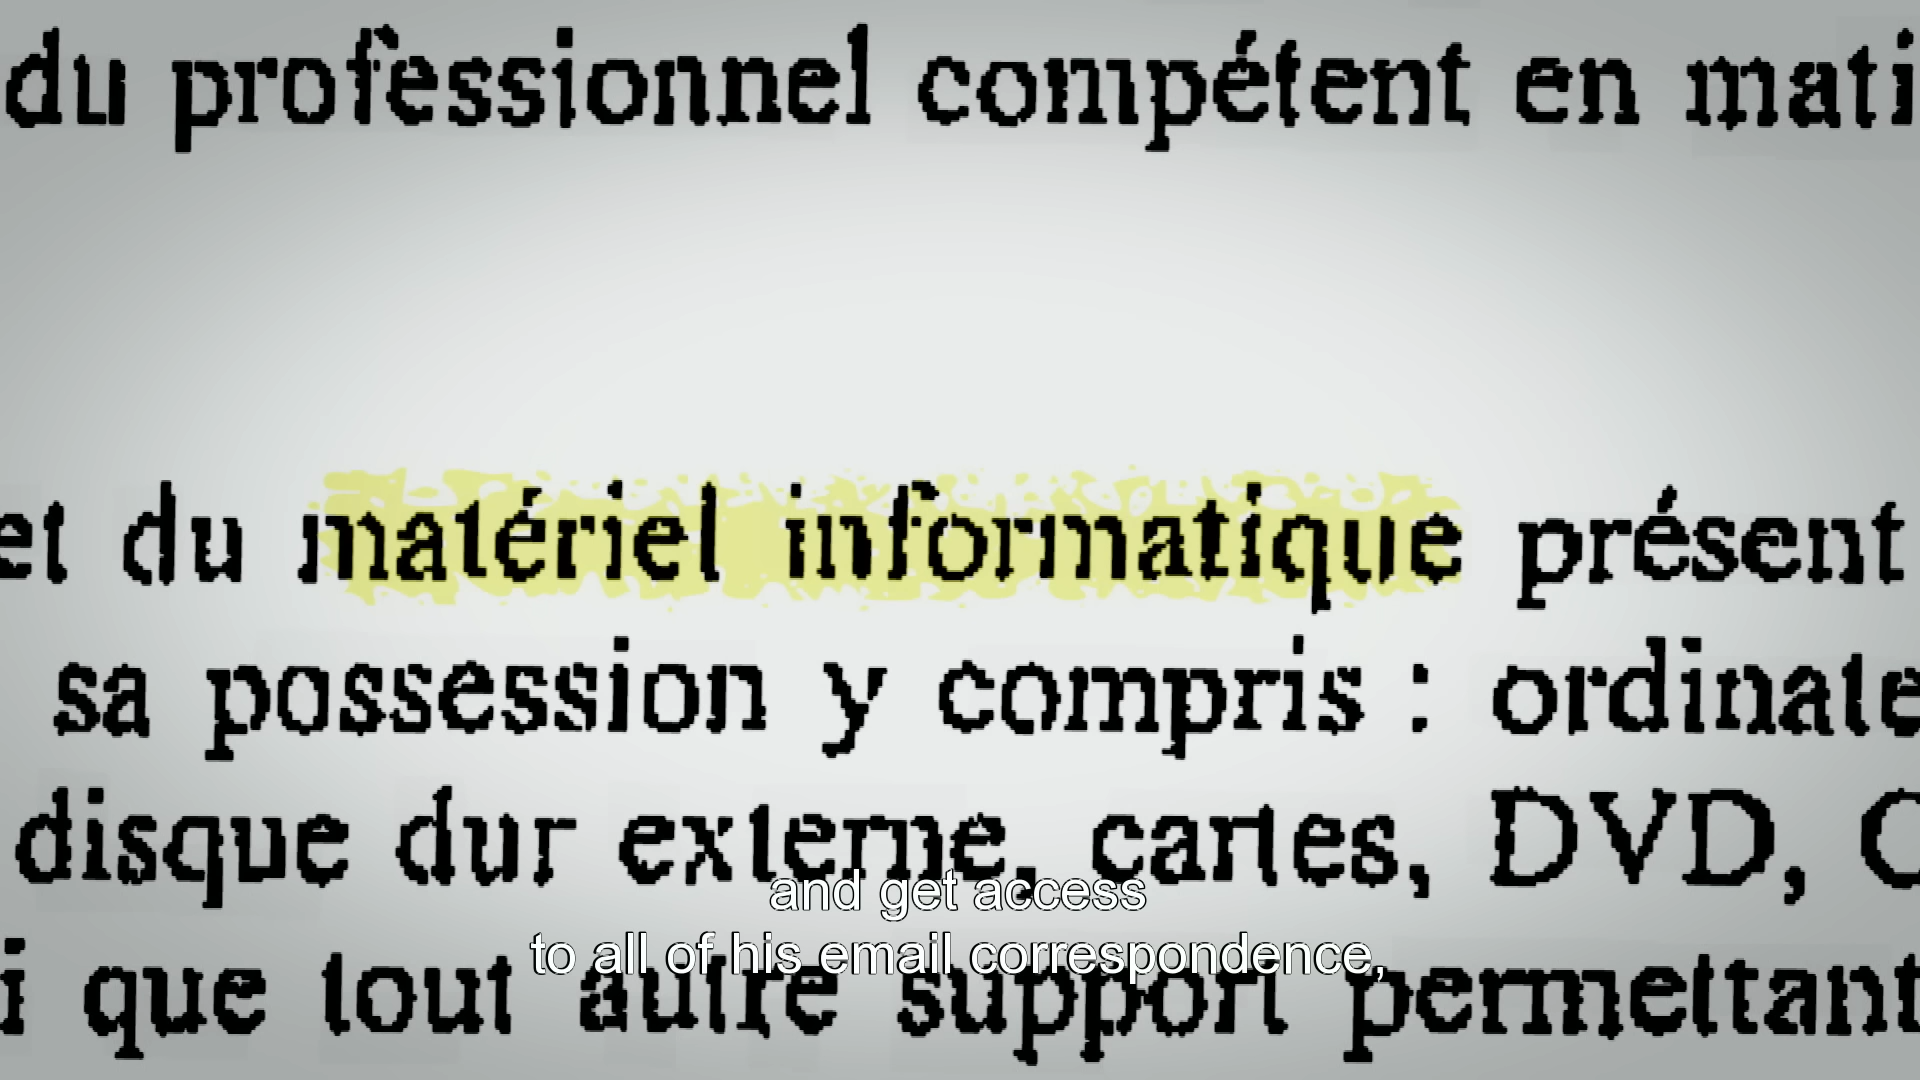 du professionnel compétent en mati
et du matériel informatique présent
sa possession y compris : ordinate
disque dur externe, cartes, DVD, C
i que tout autre support permettant
and get access
to all of his email correspondence,